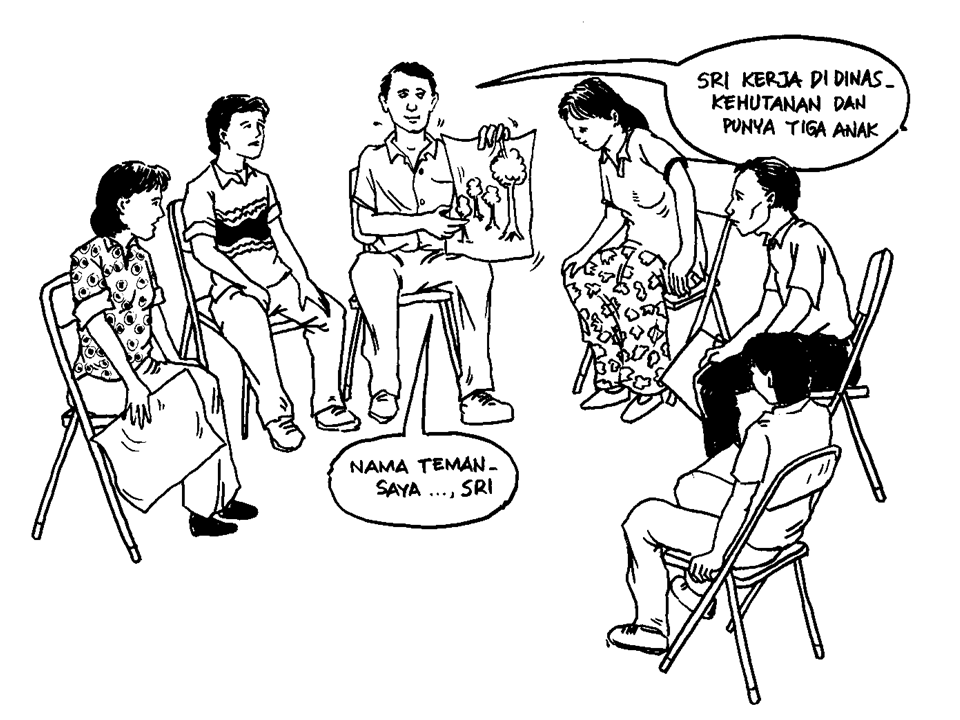 SRI KERJA DI DINAS_
KEHUTANAN DAN
PUNYA TIGA ANAK
NAMA TEMAN_
SAYA ..., SRI